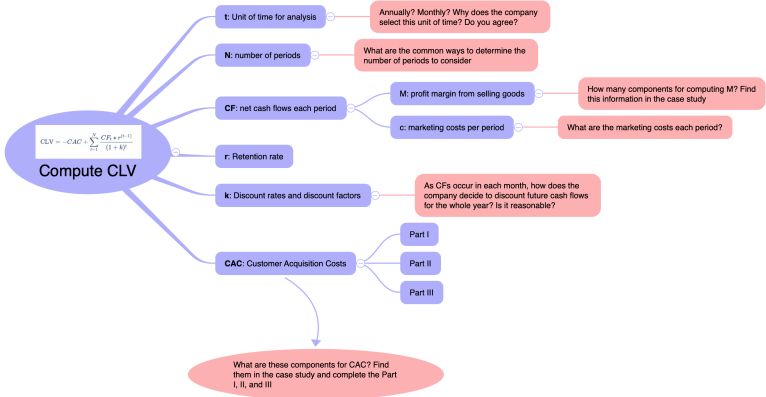 t: Unit of time for analysis
Annually? Monthly? Why does the company
select this unit of time? Do you agree?
N: number of periods
What are the common ways to determine the
number of periods to consider
CF: net cash flows each period
M: profit margin from selling goods
How many components for computing M? Find
this information in the case study
c: marketing costs per period
What are the marketing costs each period?
CLV = −CAC + ∑_{t=1}^{N} CF_t * r^{(t−1)} / (1 + k)^t
Compute CLV
r: Retention rate
k: Discount rates and discount factors
As CFs occur in each month, how does the
company decide to discount future cash flows
for the whole year? Is it reasonable?
CAC: Customer Acquisition Costs
Part I
Part II
Part III
What are these components for CAC? Find
them in the case study and complete the Part
I, II, and III